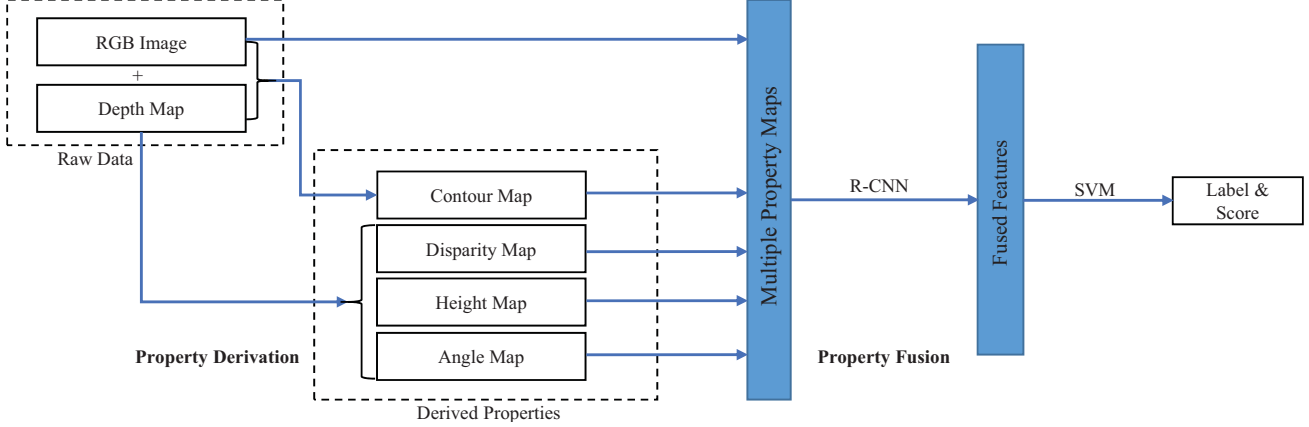 RGB Image
+
Depth Map
Raw Data
Contour Map
Disparity Map
Height Map
Angle Map
Derived Properties
Property Derivation
Multiple Property Maps
Property Fusion
R-CNN
Fused Features
SVM
Label &
Score